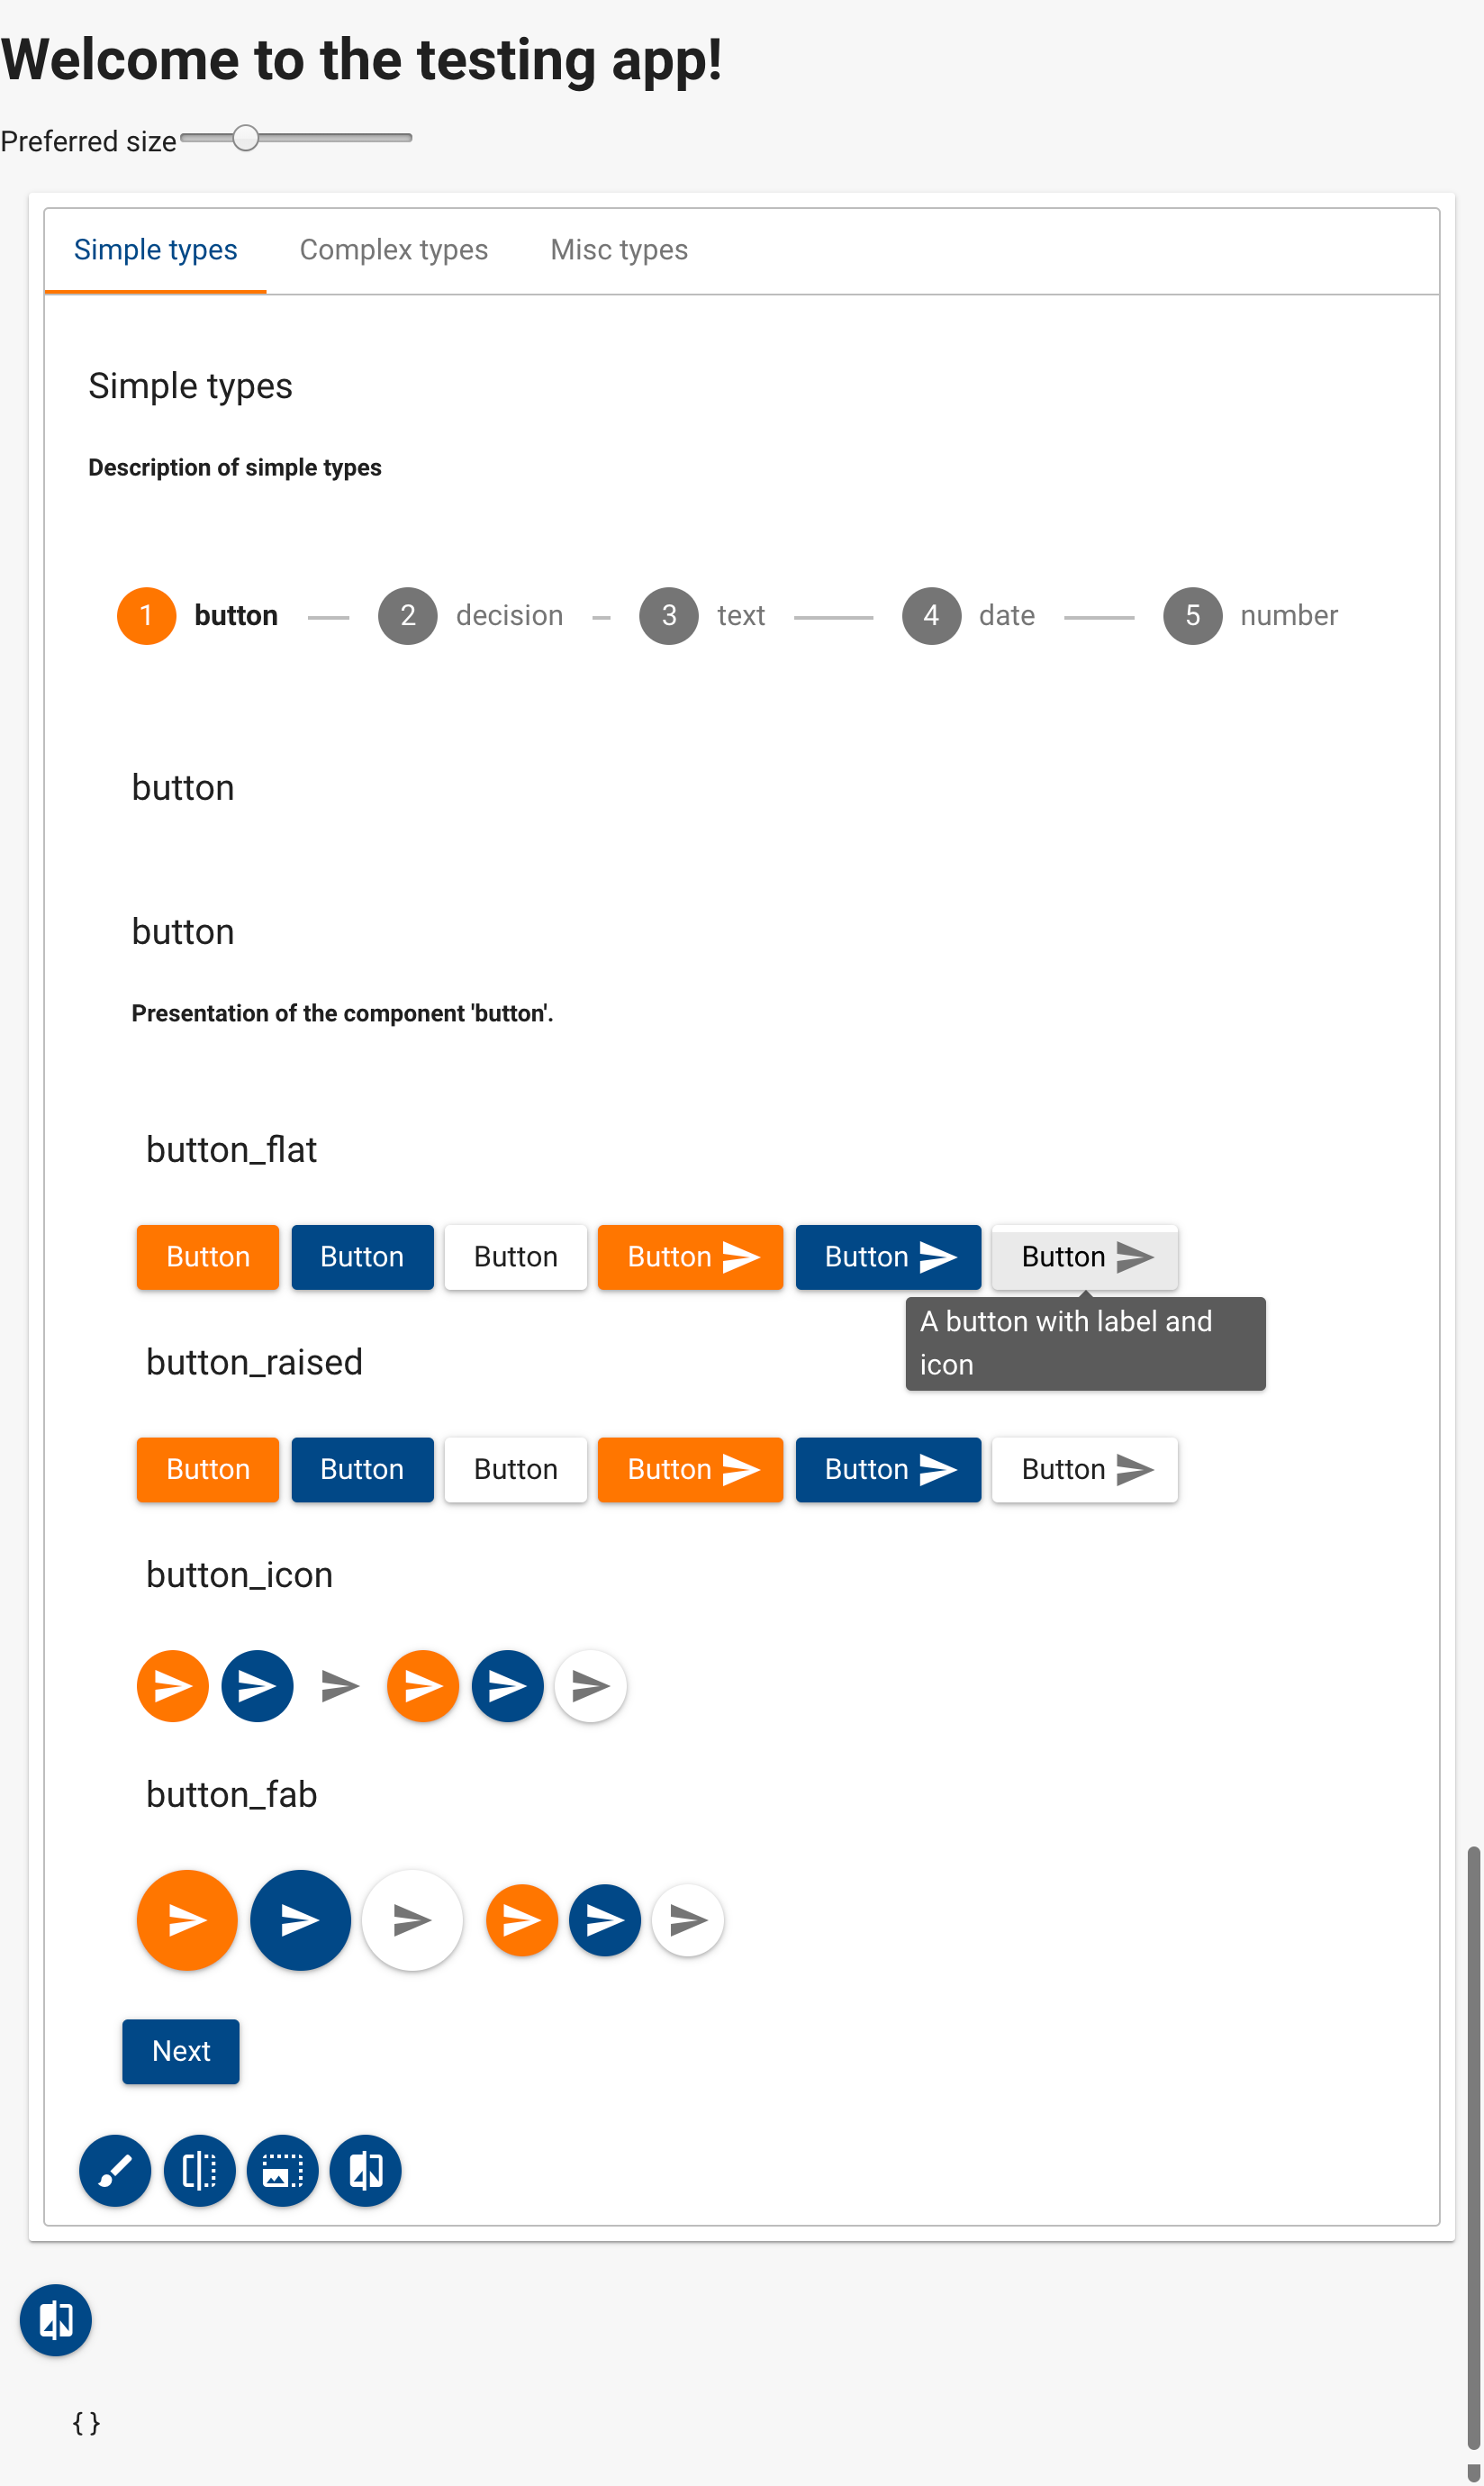 Welcome to the testing app!
Preferred size
Simple types Complex types Misc types
Simple types
Description of simple types
1 button 2 decision 3 text 4 date 5 number
button
button
Presentation of the component 'button'.
button_flat
Button Button Button Button Button Button
A button with label and
icon
button_raised
Button Button Button Button Button Button
button_icon
button_fab
Next
{ }